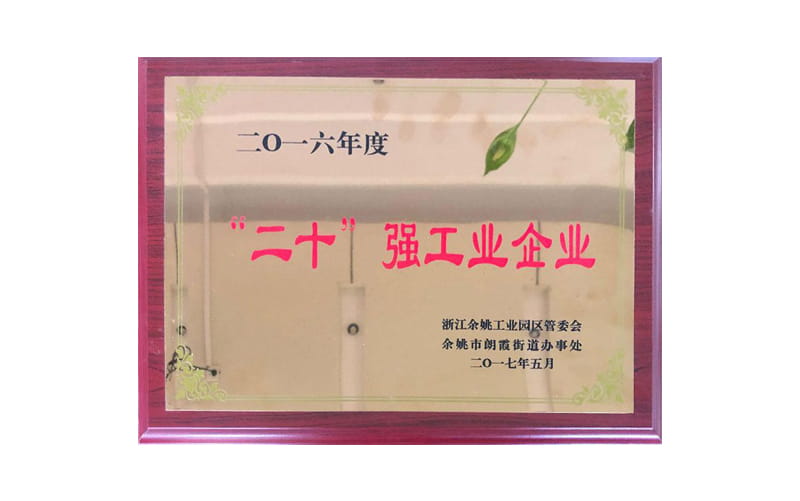 二〇一六年度
“二十”强工业企业
浙江余姚工业园区管委会
余姚市朗霞街道办事处
二〇一七年五月